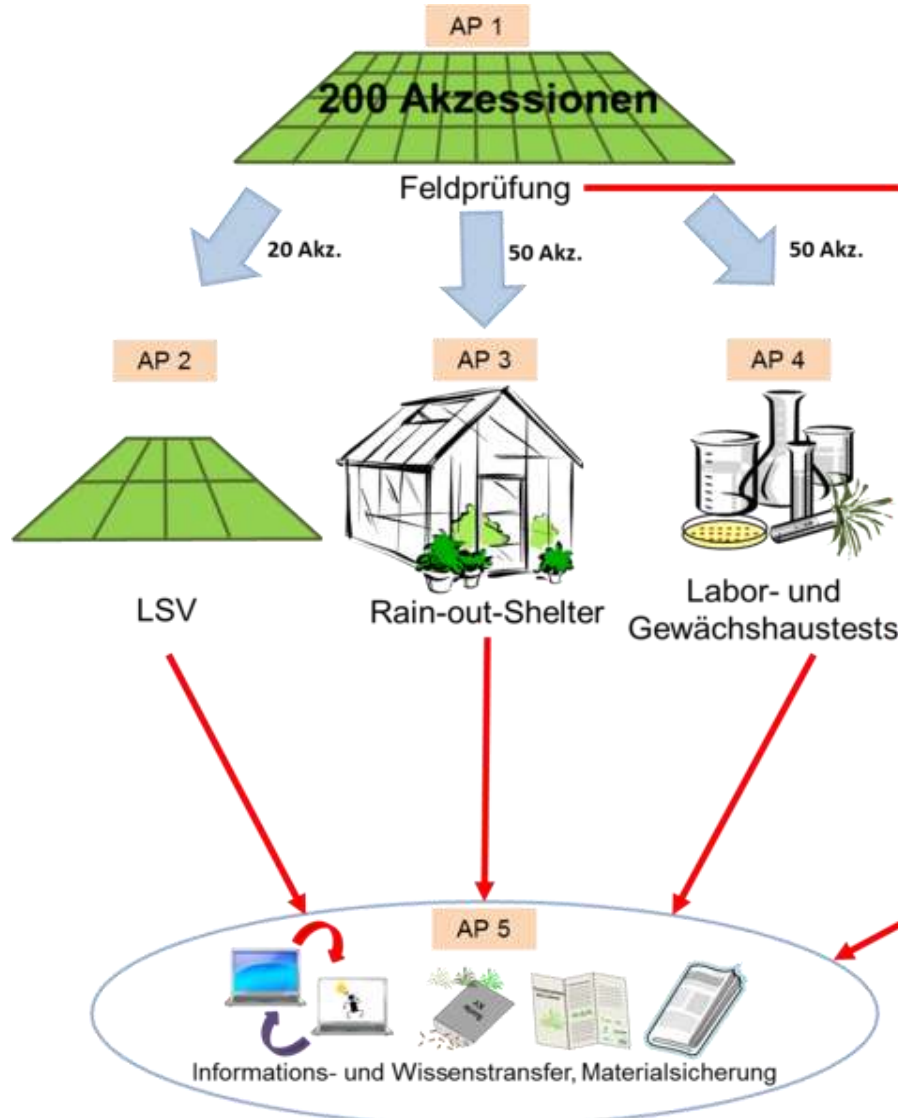 AP 1
200 Akzessionen
Feldprüfung
20 Akz.
50 Akz.
50 Akz.
AP 2
AP 3
AP 4
LSV
Rain-out-Shelter
Labor- und
Gewächshaustests
AP 5
Informations- und Wissenstransfer, Materialsicherung